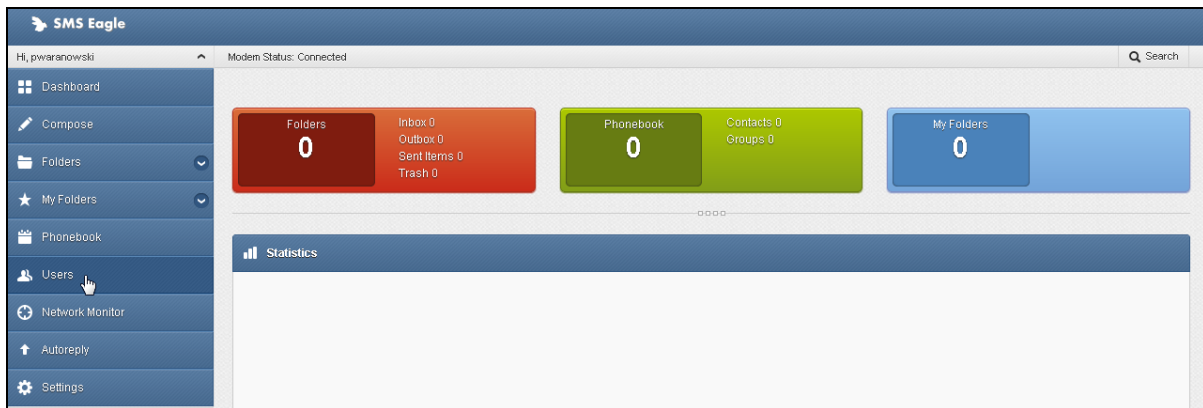 SMS Eagle
Hi, pwaranowski
Modem Status: Connected
Search
Dashboard
Compose
Folders
My Folders
Phonebook
Users
Network Monitor
Autoreply
Settings
Folders
0
Inbox 0
Outbox 0
Sent Items 0
Trash 0
Phonebook
0
Contacts 0
Groups 0
My Folders
0
Statistics